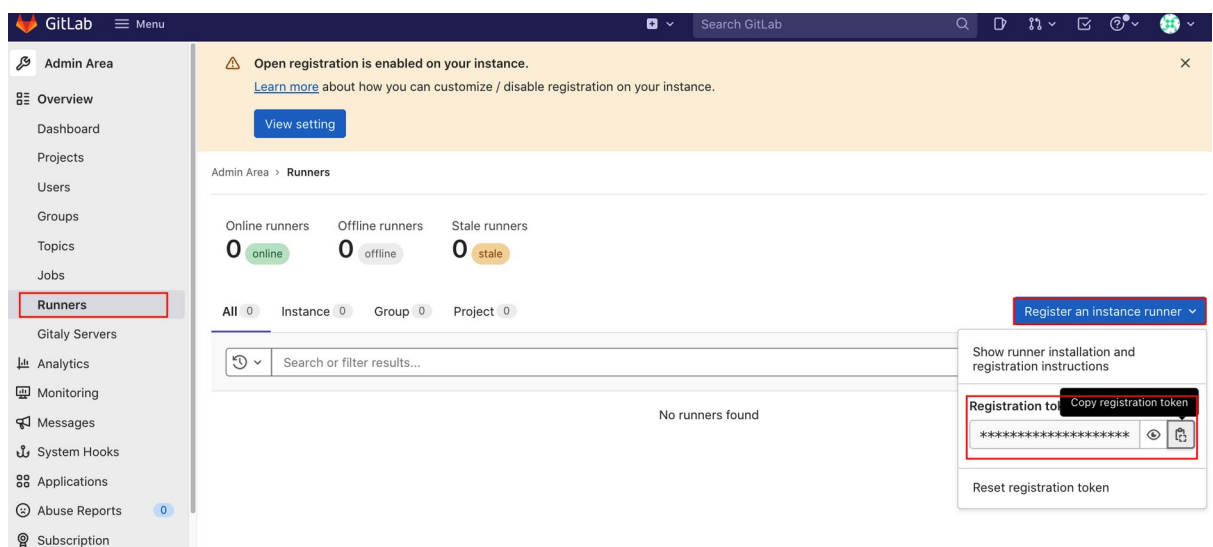 GitLab
Menu
Search GitLab
Admin Area
Overview
Dashboard
Projects
Users
Groups
Topics
Jobs
Runners
Gitaly Servers
Analytics
Monitoring
Messages
System Hooks
Applications
Abuse Reports 0
Subscription
Open registration is enabled on your instance.
Learn more about how you can customize / disable registration on your instance.
View setting
Admin Area > Runners
Online runners Offline runners Stale runners
0 online 0 offline 0 stale
All 0 Instance 0 Group 0 Project 0
Register an instance runner
Search or filter results...
No runners found
Show runner installation and
registration instructions
Registration
Copy registration token
********************
Reset registration token